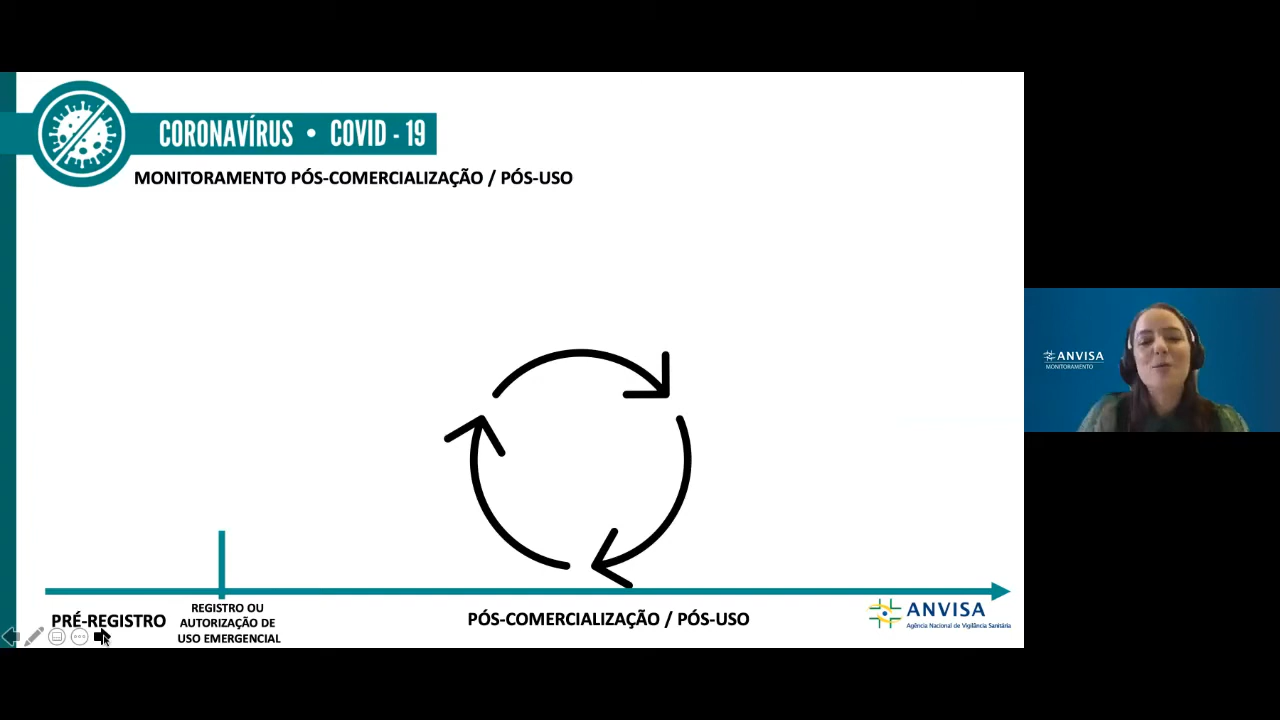 CORONAVÍRUS • COVID - 19
MONITORAMENTO PÓS-COMERCIALIZAÇÃO / PÓS-USO
ANVISA
MONITORAMENTO
PRÉ-REGISTRO
REGISTRO OU
AUTORIZAÇÃO DE
USO EMERGENCIAL
PÓS-COMERCIALIZAÇÃO / PÓS-USO
ANVISA
Agência Nacional de Vigilância Sanitária